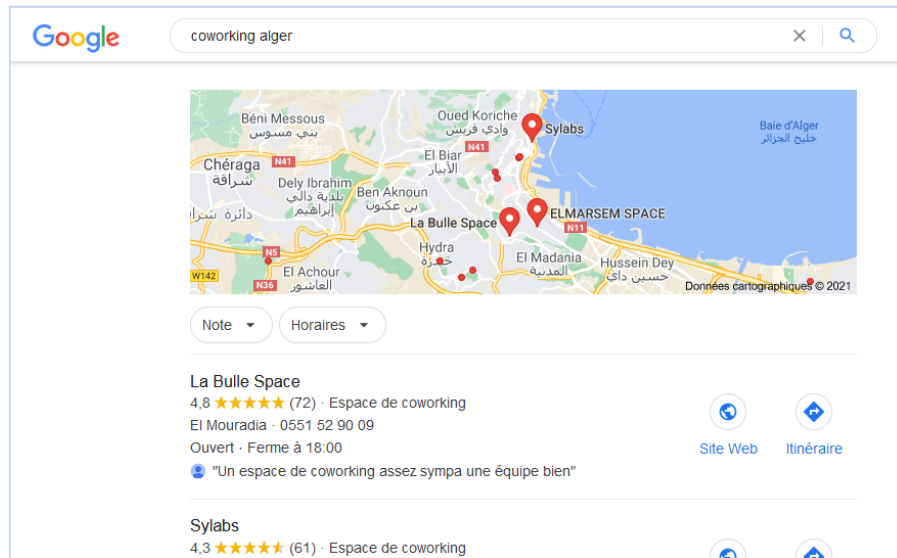 Google
coworking alger
Béni Messous
بني مسوس
Oued Koriche
وادي قريش
Sylabs
Baie d'Alger
خليج الجزائر
N41
N41
El Biar
الأبيار
Chéraga
شراقة
Dely Ibrahim
بلدية دالي
إبراهيم
Ben Aknoun
بن عكنون
La Bulle Space
ELMARSEM SPACE
N11
Hydra
حيدرة
N5
El Madania
المدنية
Hussein Dey
حسين داي
W142
El Achour
العاشور
N36
Données cartographiques © 2021
Note
Horaires
La Bulle Space
4,8 (72) · Espace de coworking
El Mouradia · 0551 52 90 09
Ouvert · Ferme à 18:00
Site Web
Itinéraire
"Un espace de coworking assez sympa une équipe bien"
Sylabs
4,3 (61) · Espace de coworking